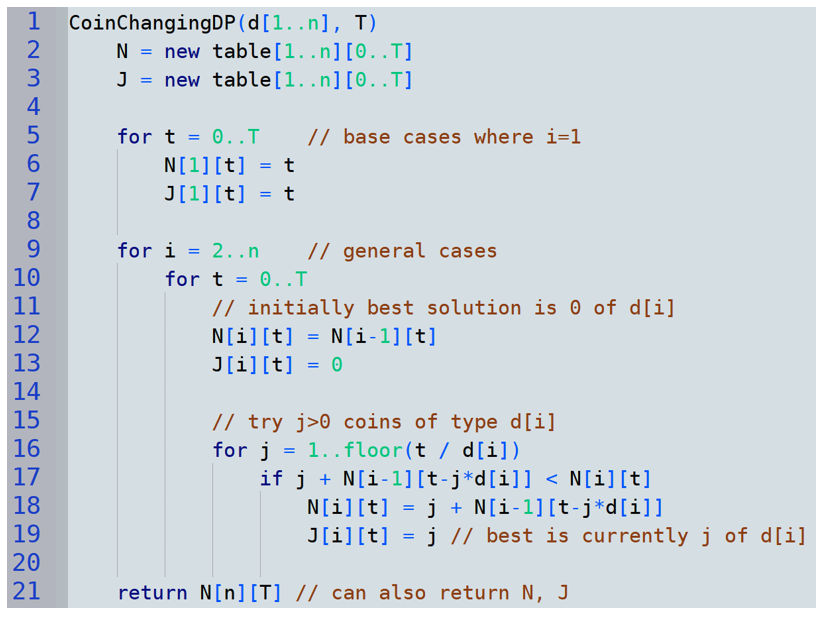 1 CoinChangingDP(d[1..n], T)
2     N = new table[1..n][0..T]
3     J = new table[1..n][0..T]
4
5     for t = 0..T    // base cases where i=1
6         N[1][t] = t
7         J[1][t] = t
8
9     for i = 2..n    // general cases
10         for t = 0..T
11             // initially best solution is 0 of d[i]
12             N[i][t] = N[i-1][t]
13             J[i][t] = 0
14
15             // try j>0 coins of type d[i]
16             for j = 1..floor(t / d[i])
17                 if j + N[i-1][t-j*d[i]] < N[i][t]
18                     N[i][t] = j + N[i-1][t-j*d[i]]
19                     J[i][t] = j // best is currently j of d[i]
20
21     return N[n][T] // can also return N, J